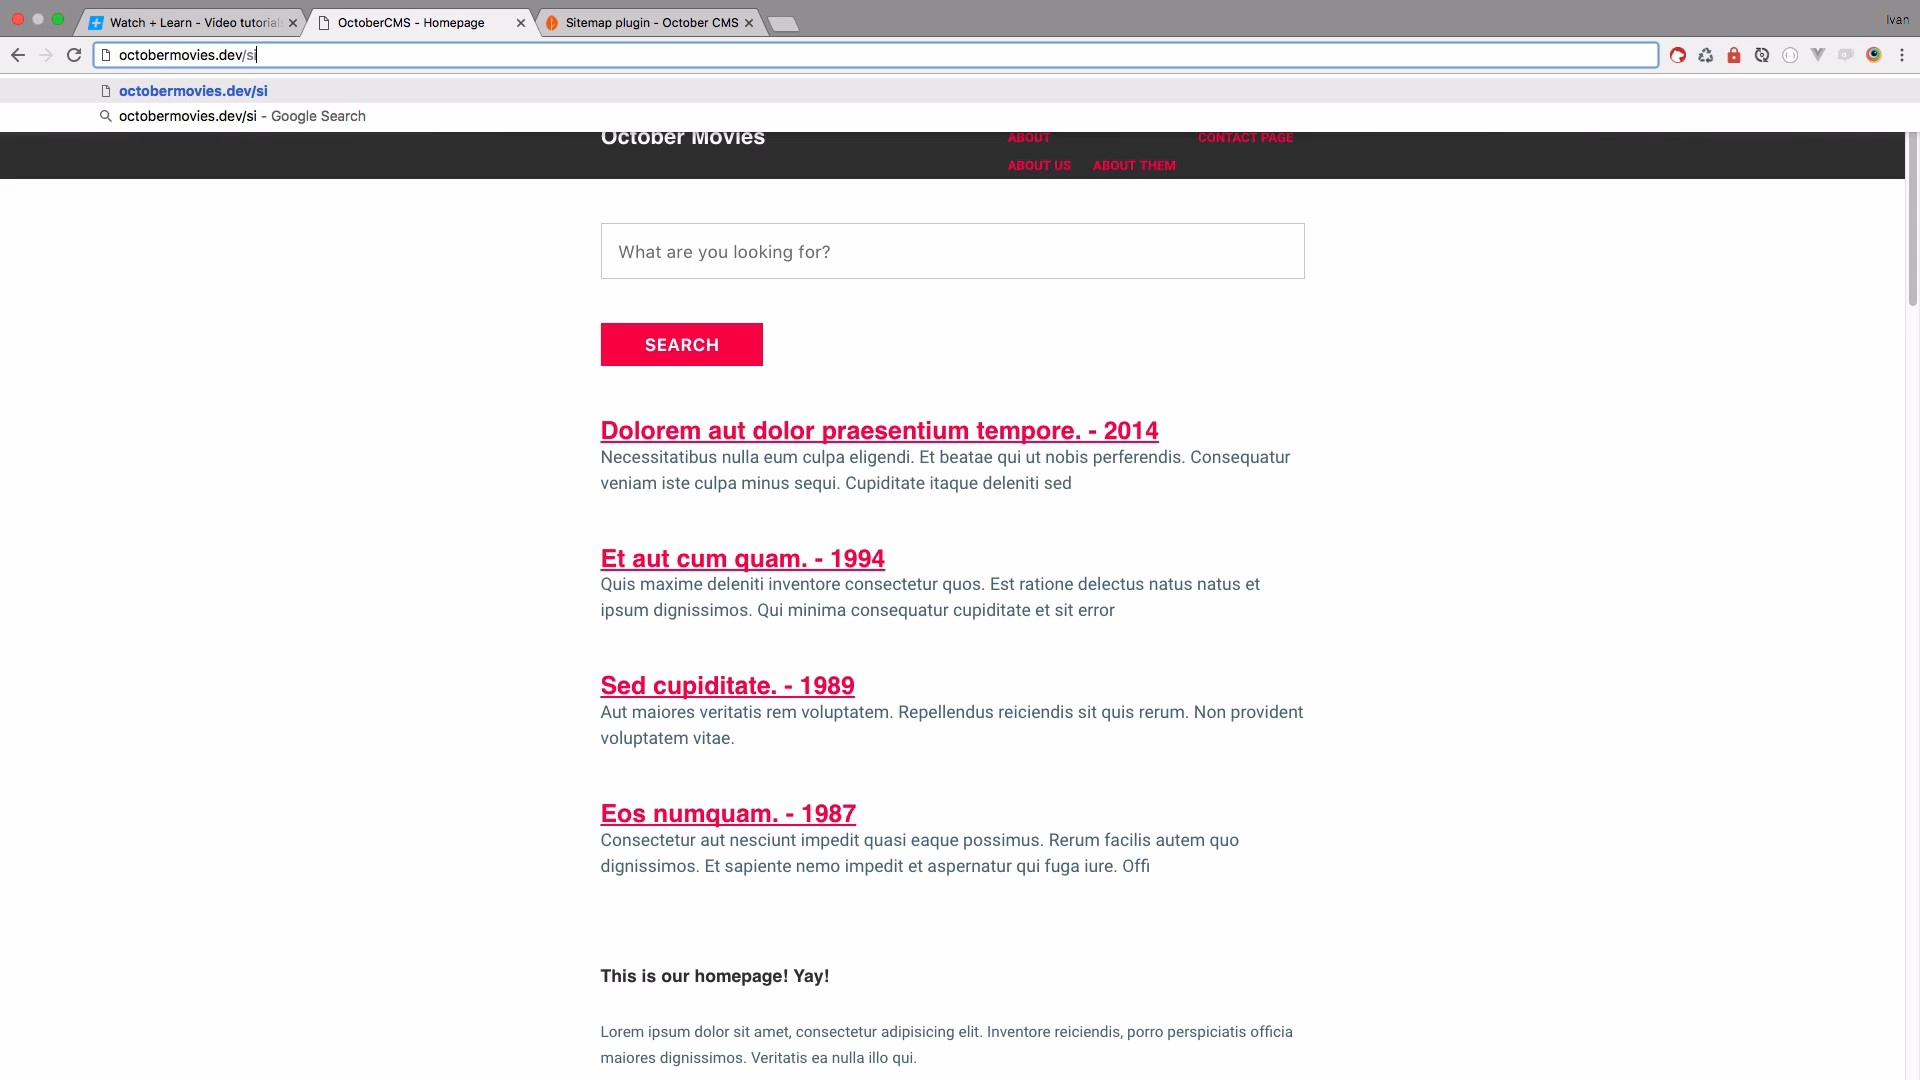 Watch + Learn - Video tutorials
OctoberCMS - Homepage
Sitemap plugin - October CMS
Ivan
octobermovies.dev/si
octobermovies.dev/si
octobermovies.dev/si - Google Search
October Movies
ABOUT
CONTACT PAGE
ABOUT US
ABOUT THEM
What are you looking for?
SEARCH
Dolorem aut dolor praesentium tempore. - 2014
Necessitatibus nulla eum culpa eligendi. Et beatae qui ut nobis perferendis. Consequatur
veniam iste culpa minus sequi. Cupiditate itaque deleniti sed
Et aut cum quam. - 1994
Quis maxime deleniti inventore consectetur quos. Est ratione delectus natus natus et
ipsum dignissimos. Qui minima consequatur cupiditate et sit error
Sed cupiditate. - 1989
Aut maiores veritatis rem voluptatem. Repellendus reiciendis sit quis rerum. Non provident
voluptatem vitae.
Eos numquam. - 1987
Consectetur aut nesciunt impedit quasi eaque possimus. Rerum facilis autem quo
dignissimos. Et sapiente nemo impedit et aspernatur qui fuga iure. Offi
This is our homepage! Yay!
Lorem ipsum dolor sit amet, consectetur adipisicing elit. Inventore reiciendis, porro perspiciatis officia
maiores dignissimos. Veritatis ea nulla illo qui.